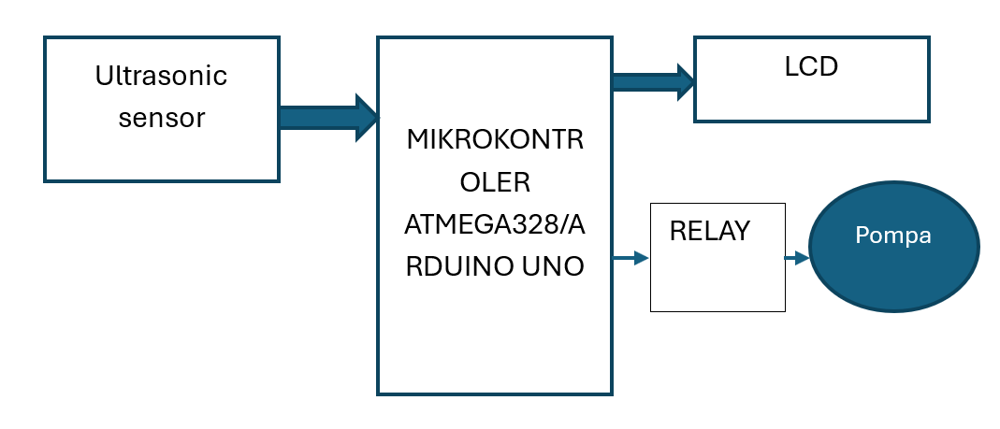 Ultrasonic
sensor
MIKROKONTR
OLER
ATMEGA328/A
RDUINO UNO
LCD
RELAY
Pompa